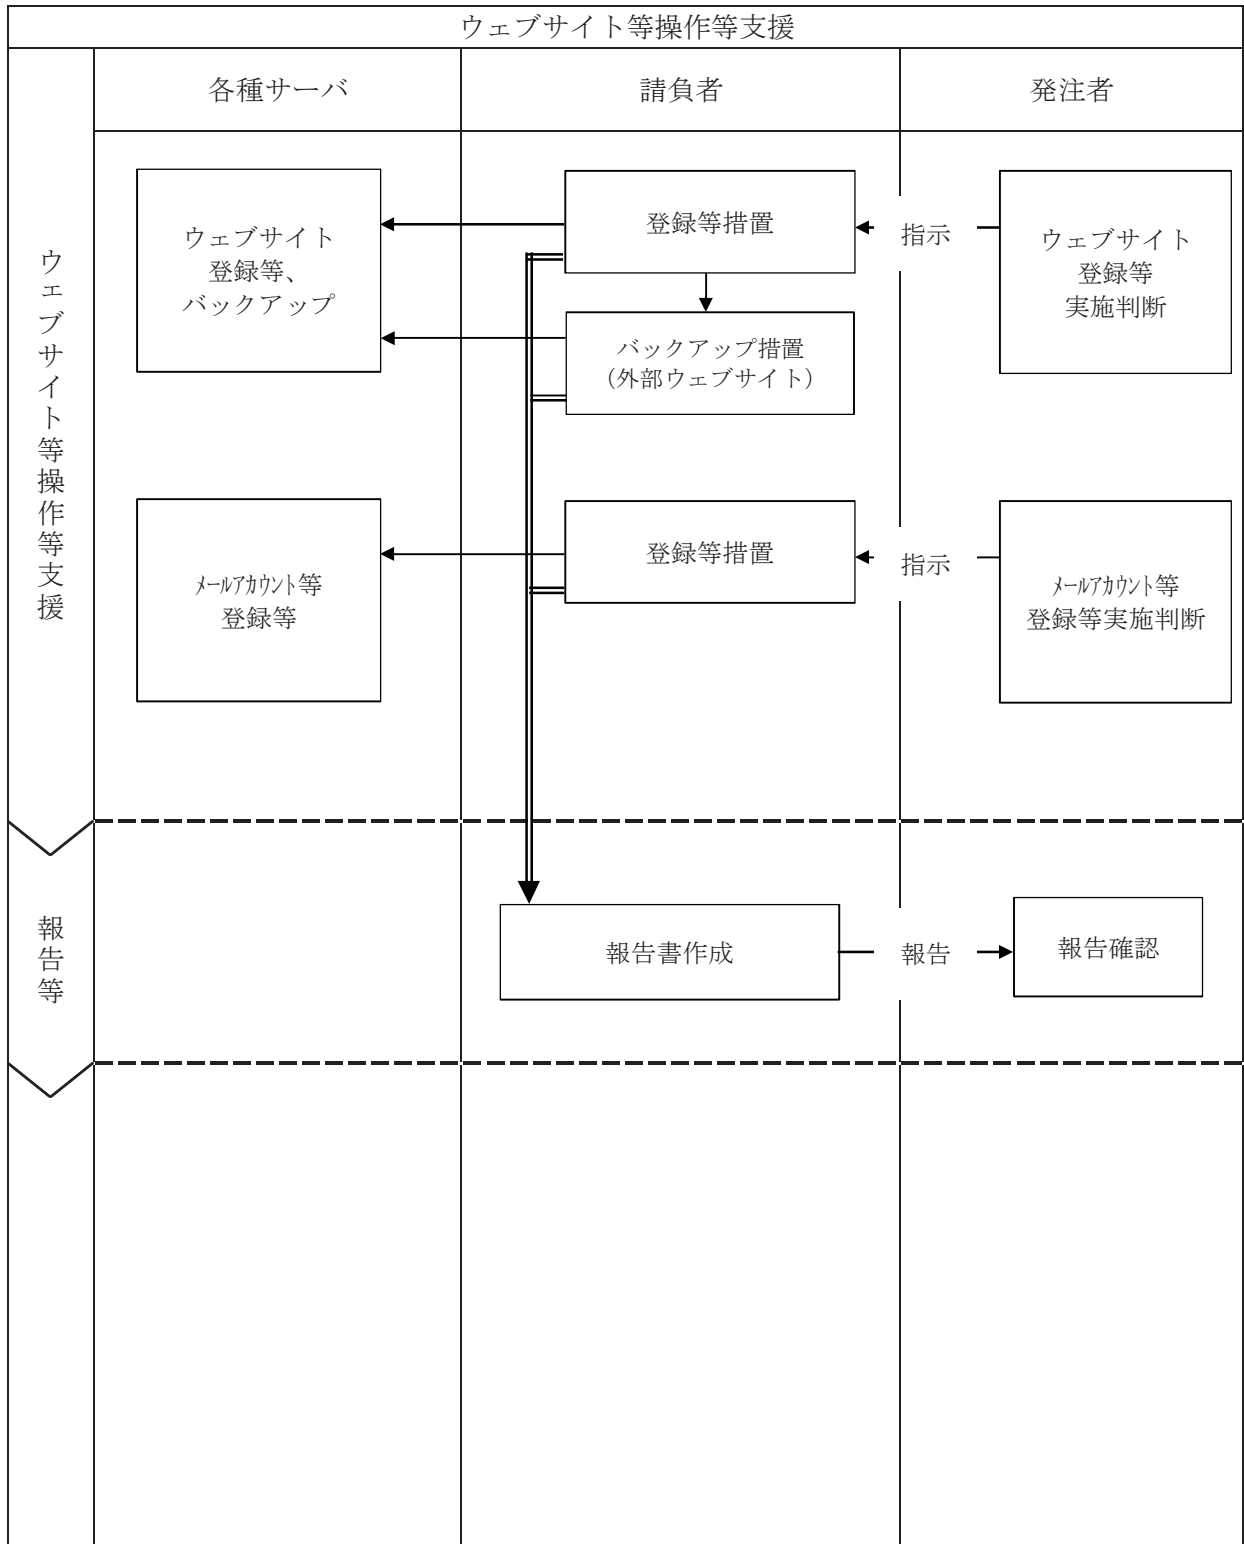 ウェブサイト等操作等支援
各種サーバ
請負者
発注者
ウェブサイト等操作等支援
ウェブサイト
登録等、
バックアップ
登録等措置
指示
ウェブサイト
登録等
実施判断
バックアップ措置
（外部ウェブサイト）
ﾒｰﾙｱｶｳﾝﾄ等
登録等
登録等措置
指示
ﾒｰﾙｱｶｳﾝﾄ等
登録等実施判断
報告等
報告書作成
報告
報告確認